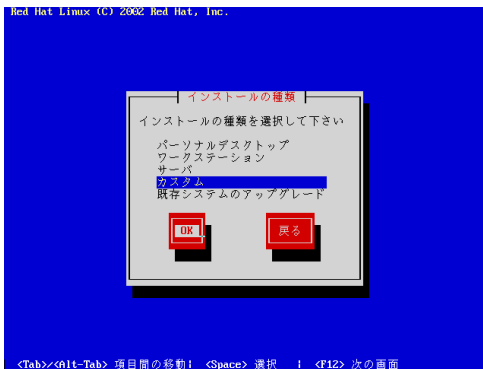 Red Hat Linux (C) 2002 Red Hat, Inc.
インストールの種類
インストールの種類を選択して下さい
パーソナルデスクトップ
ワークステーション
サーバ
カスタム
既存システムのアップグレード
OK 戻る
<Tab>/<Alt-Tab> 項目間の移動| <Space> 選択 | <F12> 次の画面